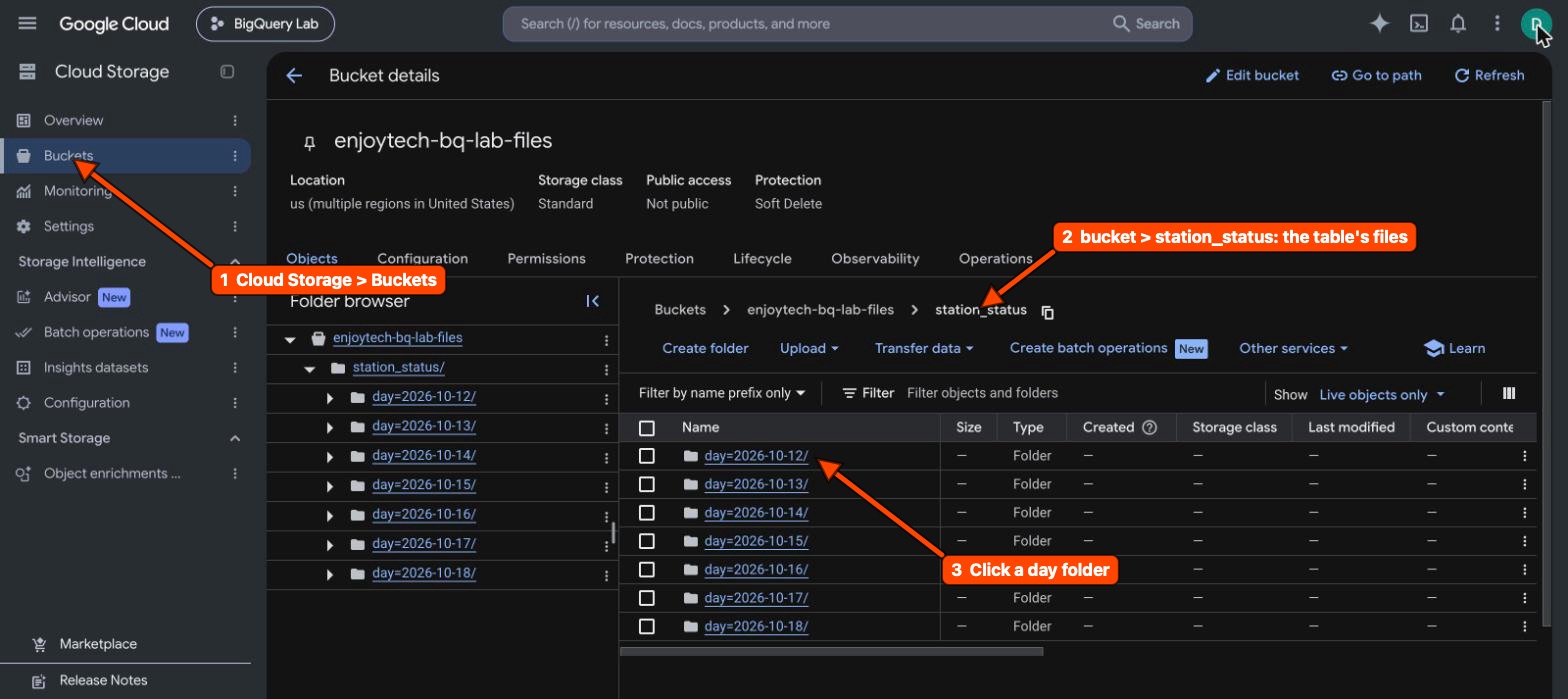 Google Cloud
BigQuery Lab
Search (/) for resources, docs, products, and more
Search
D
Cloud Storage
Overview
Buckets
Monitoring
Settings
Storage Intelligence
Advisor New
Batch operations New
Insights datasets
Configuration
Smart Storage
Object enrichments ...
Marketplace
Release Notes
Bucket details
Edit bucket
Go to path
Refresh
enjoytech-bq-lab-files
Location Storage class Public access Protection
us (multiple regions in United States) Standard Not public Soft Delete
Objects Configuration Permissions Protection Lifecycle Observability Operations
1 Cloud Storage > Buckets
2 bucket > station_status: the table's files
3 Click a day folder
Folder browser
enjoytech-bq-lab-files
station_status/
day=2026-10-12/
day=2026-10-13/
day=2026-10-14/
day=2026-10-15/
day=2026-10-16/
day=2026-10-17/
day=2026-10-18/
Buckets > enjoytech-bq-lab-files > station_status
Create folder Upload Transfer data Create batch operations New Other services Learn
Filter by name prefix only Filter Filter objects and folders Show Live objects only
Name Size Type Created Storage class Last modified Custom conte
day=2026-10-12/ — Folder — — — —
day=2026-10-13/ — Folder — — — —
day=2026-10-14/ — Folder — — — —
day=2026-10-15/ — Folder — — — —
day=2026-10-16/ — Folder — — — —
day=2026-10-17/ — Folder — — — —
day=2026-10-18/ — Folder — — — —